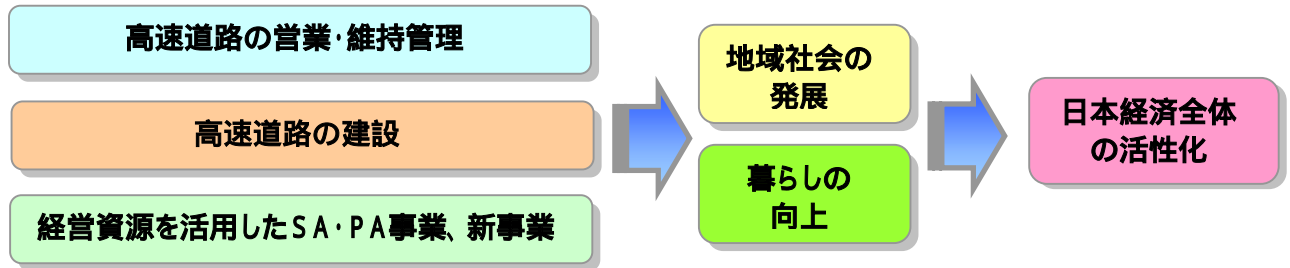 高速道路の営業･維持管理
高速道路の建設
経営資源を活用したＳＡ･ＰＡ事業、新事業
地域社会の
発展
暮らしの
向上
日本経済全体
の活性化